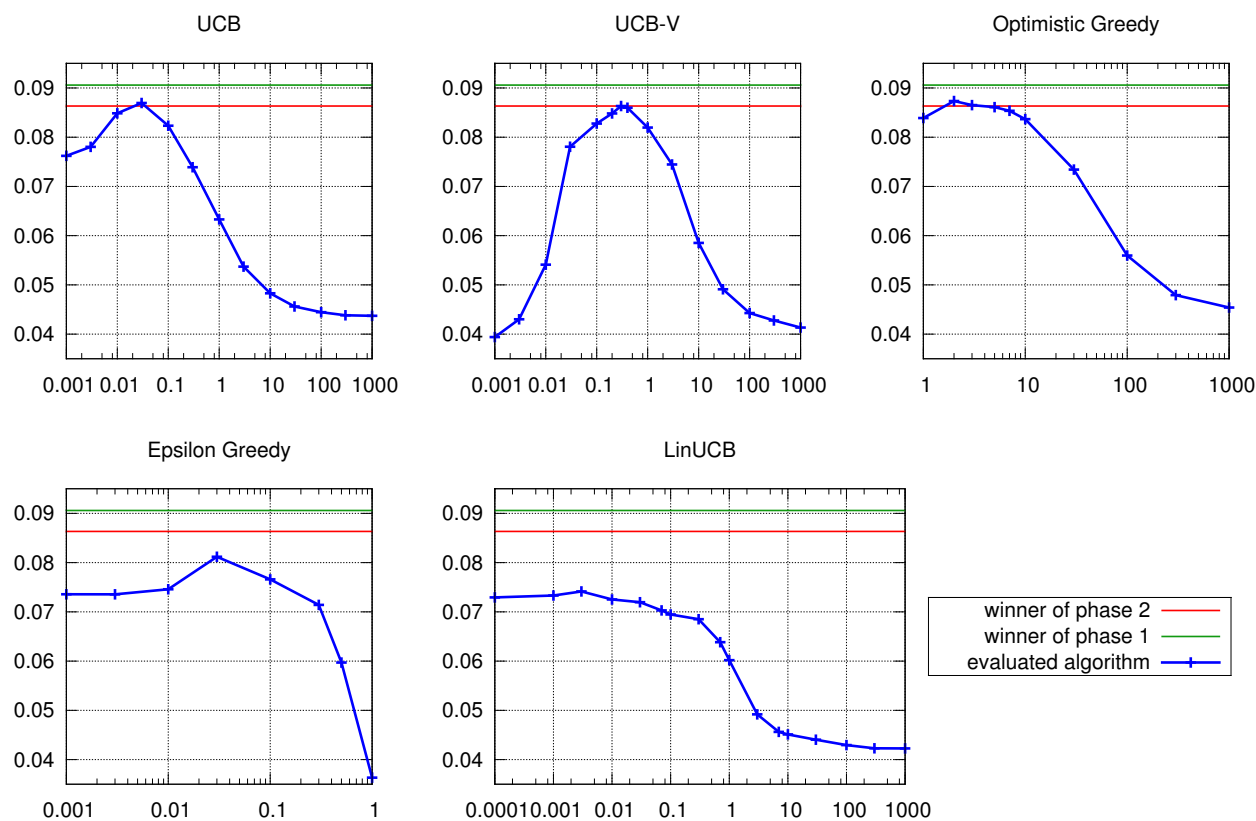 UCB
0.09
0.08
0.07
0.06
0.05
0.04
0.001 0.01 0.1 1 10 100 1000
UCB-V
0.09
0.08
0.07
0.06
0.05
0.04
0.001 0.01 0.1 1 10 100 1000
Optimistic Greedy
0.09
0.08
0.07
0.06
0.05
0.04
1 10 100 1000
Epsilon Greedy
0.09
0.08
0.07
0.06
0.05
0.04
0.001 0.01 0.1 1
LinUCB
0.09
0.08
0.07
0.06
0.05
0.04
0.0001 0.001 0.01 0.1 1 10 100 1000
winner of phase 2
winner of phase 1
evaluated algorithm